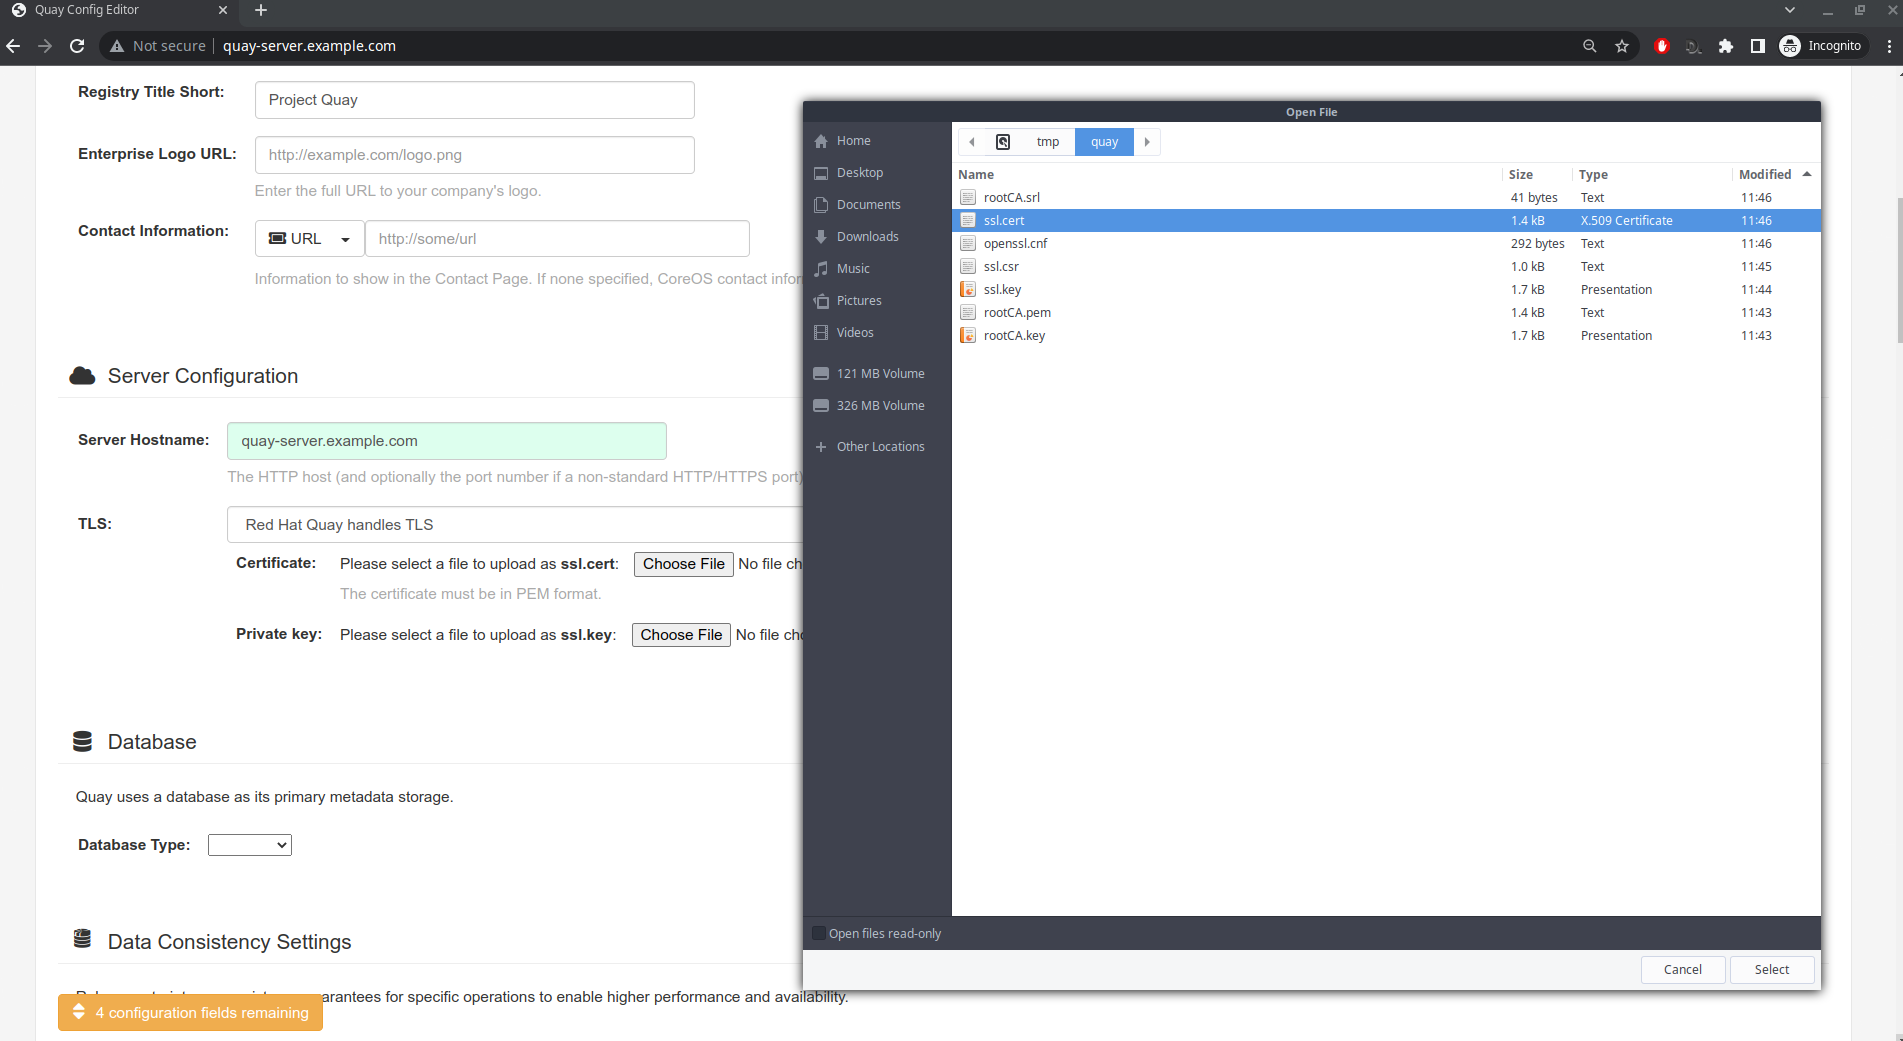 Quay Config Editor
Not secure quay-server.example.com
Incognito
Registry Title Short: Project Quay
Enterprise Logo URL: http://example.com/logo.png
Enter the full URL to your company's logo.
Contact Information: URL http://some/url
Information to show in the Contact Page. If none specified, CoreOS contact
Server Configuration
Server Hostname: quay-server.example.com
The HTTP host (and optionally the port number if a non-standard HTTP/HTTPS port)
TLS: Red Hat Quay handles TLS
Certificate: Please select a file to upload as ssl.cert: Choose File No file
The certificate must be in PEM format.
Private key: Please select a file to upload as ssl.key: Choose File No file
Database
Quay uses a database as its primary metadata storage.
Database Type:
Data Consistency Settings
for specific operations to enable higher performance and availability.
4 configuration fields remaining
Open File
Home
Desktop
Documents
Downloads
Music
Pictures
Videos
121 MB Volume
326 MB Volume
Other Locations
tmp quay
Name Size Type Modified
rootCA.srl 41 bytes Text 11:46
ssl.cert 1.4 kB X.509 Certificate 11:46
openssl.cnf 292 bytes Text 11:46
ssl.csr 1.0 kB Text 11:45
ssl.key 1.7 kB Presentation 11:44
rootCA.pem 1.4 kB Text 11:43
rootCA.key 1.7 kB Presentation 11:43
Open files read-only
Cancel Select